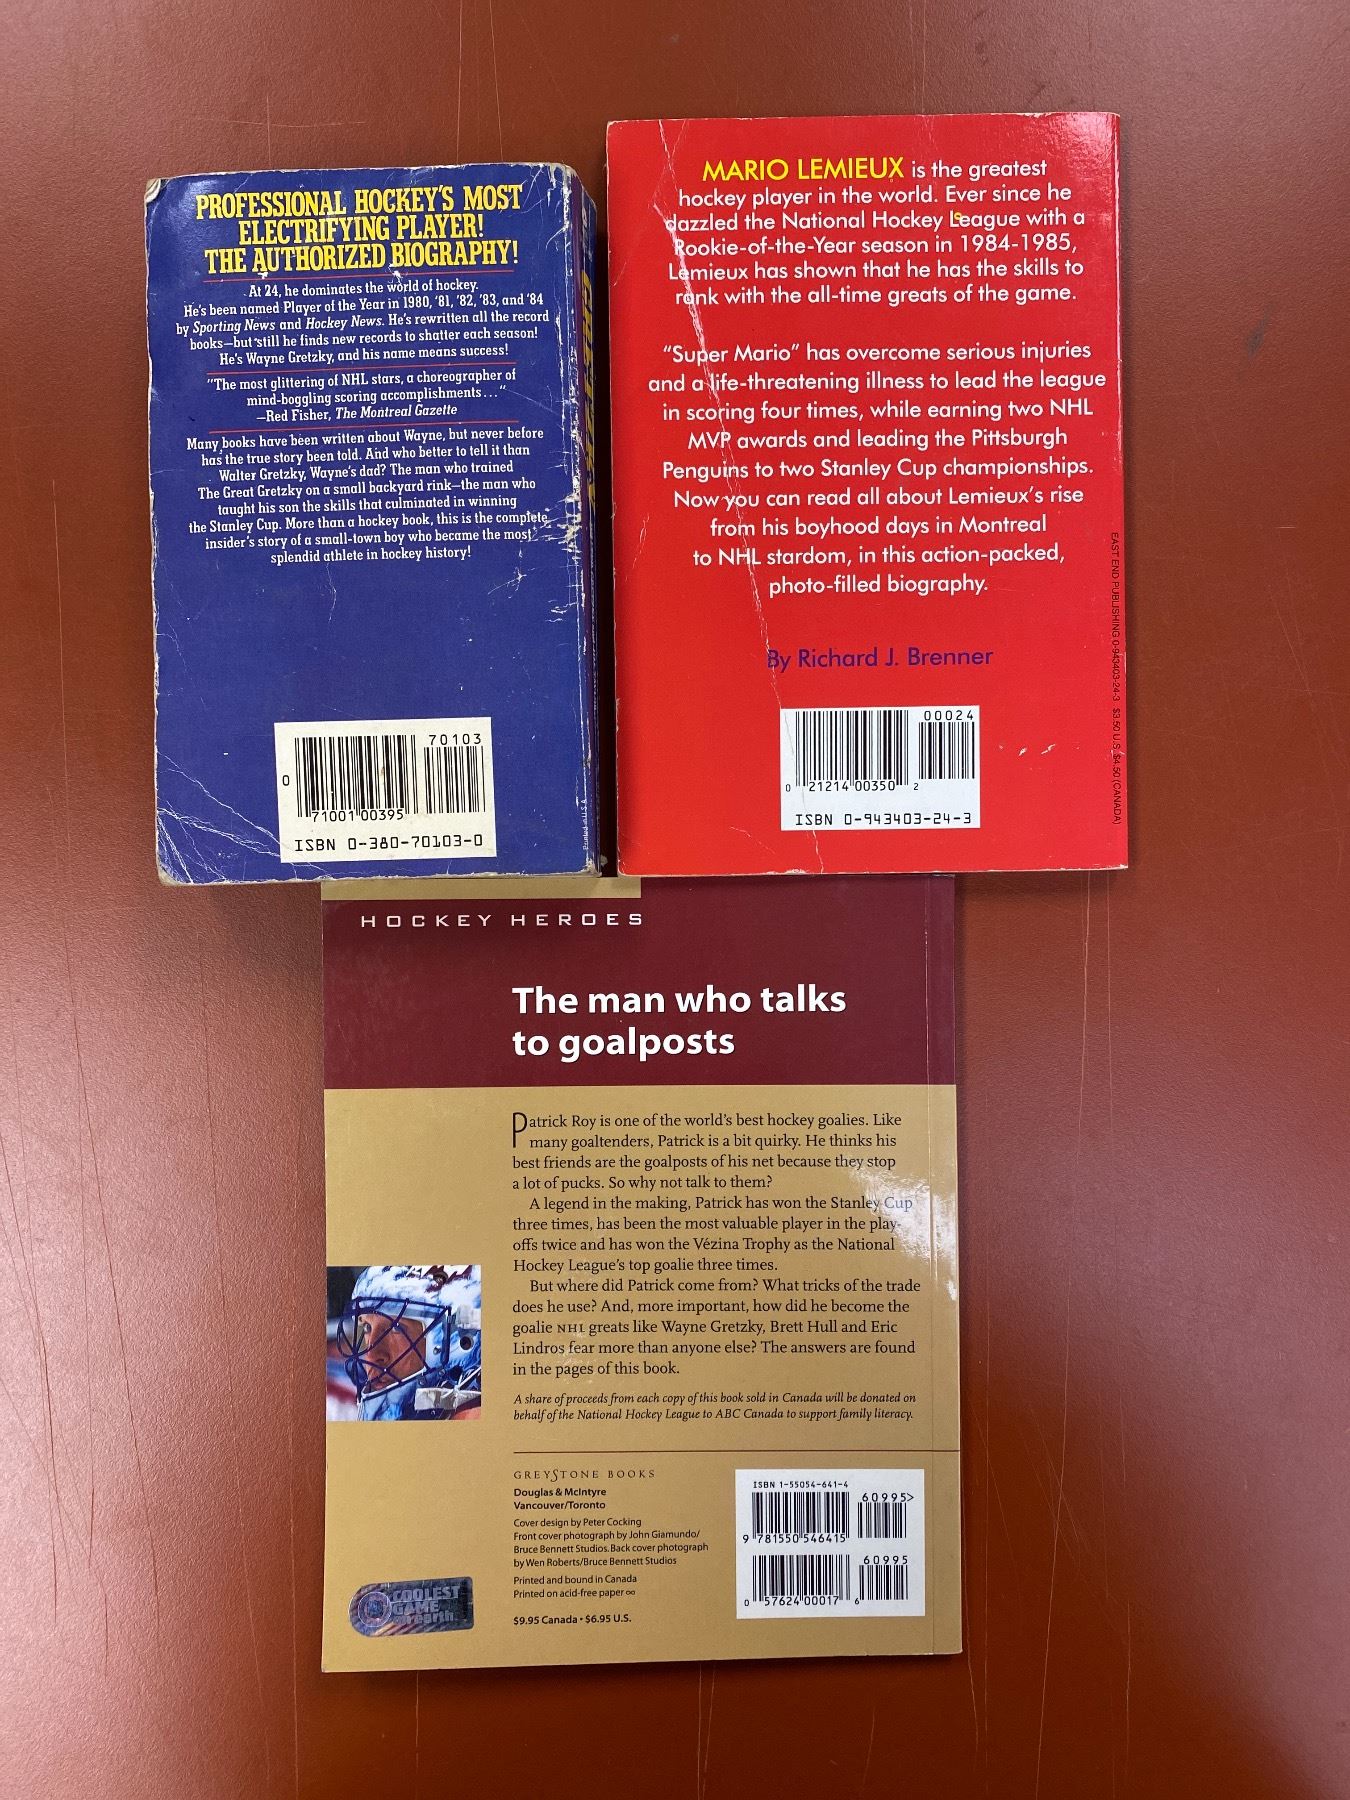 PROFESSIONAL HOCKEY'S MOST
ELECTRIFYING PLAYER!
THE AUTHORIZED BIOGRAPHY!
At 24, he dominates the world of hockey.
He's been named Player of the Year in 1980, '81, '82, '83, and '84
by Sporting News and Hockey News. He's rewritten all the record
books—but still he finds new records to shatter each season!
He's Wayne Gretzky, and his name means success!
"The most glittering of NHL stars, a choreographer of
mind-boggling scoring accomplishments..."
—Red Fisher, The Montreal Gazette
Many books have been written about Wayne, but never before
has the true story been told. And who better to tell it than
Walter Gretzky, Wayne's dad? The man who trained
The Great Gretzky on a small backyard rink—the man who
taught his son the skills that culminated in winning
the Stanley Cup. More than a hockey book, this is the complete
insider's story of a small-town boy who became the most
splendid athlete in hockey history!
70103
0
71001 00395
ISBN 0-380-70103-0
Printed in U.S.A.
MARIO LEMIEUX is the greatest
hockey player in the world. Ever since he
dazzled the National Hockey League with a
Rookie-of-the-Year season in 1984-1985,
Lemieux has shown that he has the skills to
rank with the all-time greats of the game.
"Super Mario" has overcome serious injuries
and a life-threatening illness to lead the league
in scoring four times, while earning two NHL
MVP awards and leading the Pittsburgh
Penguins to two Stanley Cup championships.
Now you can read all about Lemieux's rise
from his boyhood days in Montreal
to NHL stardom, in this action-packed,
photo-filled biography.
By Richard J. Brenner
00024
0 21214 00350 2
ISBN 0-943403-24-3
EAST END PUBLISHING 0-943403-24-3 $3.50 U.S. $4.50 (CANADA)
HOCKEY HEROES
The man who talks
to goalposts
Patrick Roy is one of the world's best hockey goalies. Like
many goaltenders, Patrick is a bit quirky. He thinks his
best friends are the goalposts of his net because they stop
a lot of pucks. So why not talk to them?
A legend in the making, Patrick has won the Stanley Cup
three times, has been the most valuable player in the play-
offs twice and has won the Vézina Trophy as the National
Hockey League's top goalie three times.
But where did Patrick come from? What tricks of the trade
does he use? And, more important, how did he become the
goalie NHL greats like Wayne Gretzky, Brett Hull and Eric
Lindros fear more than anyone else? The answers are found
in the pages of this book.
A share of proceeds from each copy of this book sold in Canada will be donated on
behalf of the National Hockey League to ABC Canada to support family literacy.
GREYSTONE BOOKS
Douglas & McIntyre
Vancouver/Toronto
Cover design by Peter Cocking
Front cover photograph by John Giamundo/
Bruce Bennett Studios. Back cover photograph
by Wen Roberts/Bruce Bennett Studios
Printed and bound in Canada
Printed on acid-free paper ∞
$9.95 Canada • $6.95 U.S.
ISBN 1-55054-641-4
60995>
9 781550 546415
60995
0 57624 00017 6
COOLEST
GAME
on earth